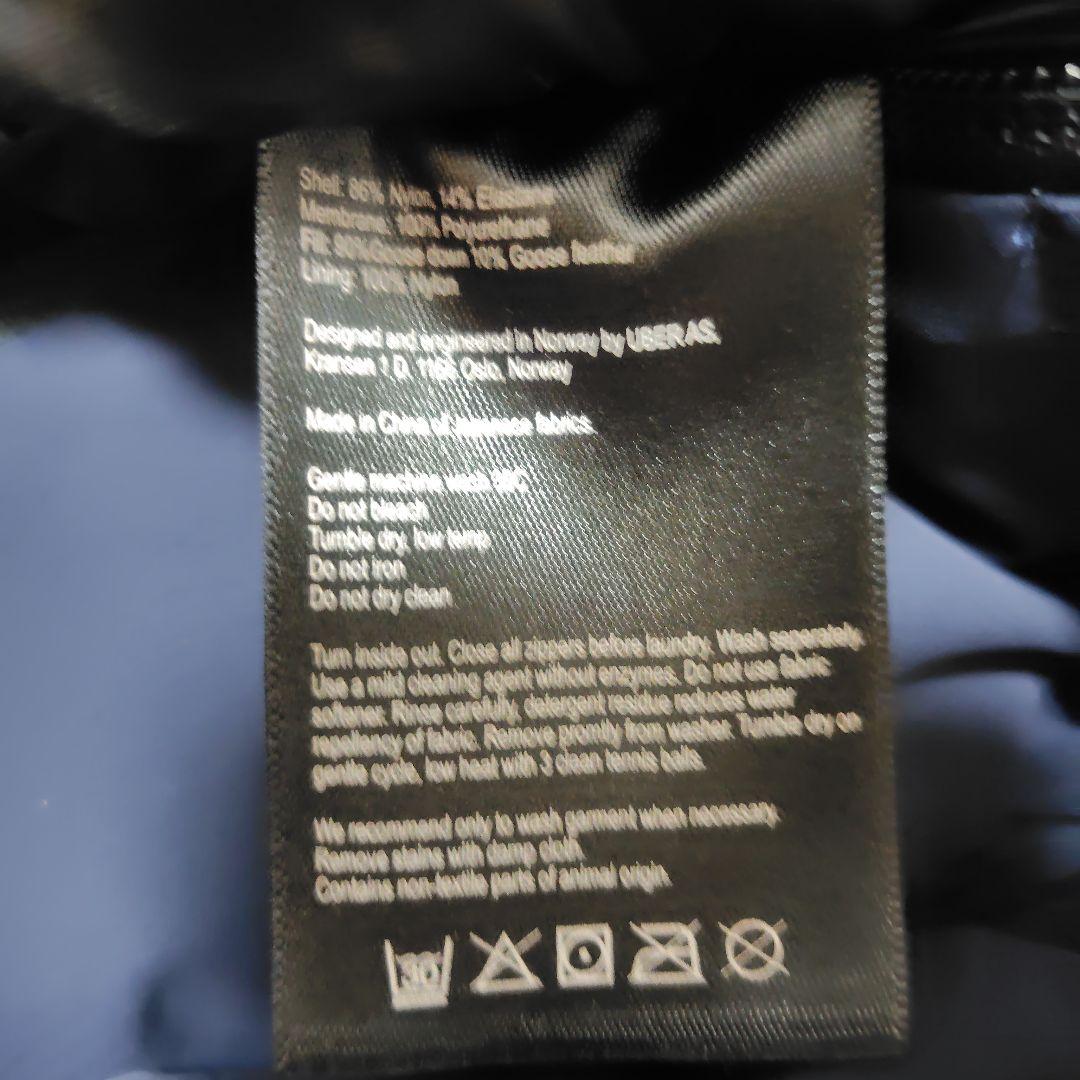 Shell: 86% Nylon, 14% Elastane
Membrane, 100% Polyurethane
Fill: 90%Goose down 10% Goose feather
Lining: 100% Nylon
Designed and engineered in Norway by UBER AS.
Kransen 1 D, Oslo, Norway
Made in China of Japanese fabrics.
Gentle machine wash 30C
Do not bleach
Tumble dry, low temp
Do not iron
Do not dry clean
Turn inside out. Close all zippers before laundry. Wash seperately.
Use a mild cleaning agent without enzymes. Do not use fabric
softener. Rinse carefully, detergent residue reduces water
repellency of fabric. Remove promtly from washer. Tumble dry on
gentle cycle, low heat with 3 clean tennis balls.
We recommend only to wash garment when necessary.
Remove stains with damp cloth.
Contains non-textile parts of animal origin.
30